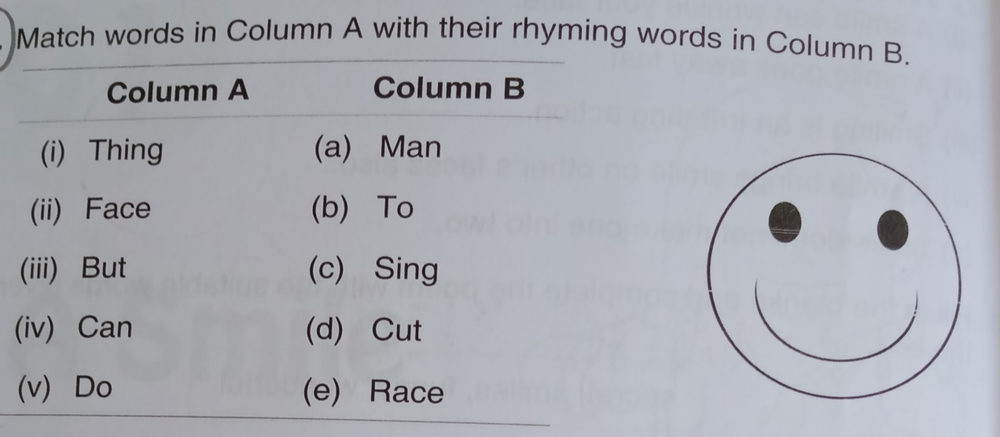 Match words in Column A with their rhyming words in Column B.
Column A Column B
(i) Thing (a) Man
(ii) Face (b) To
(iii) But (c) Sing
(iv) Can (d) Cut
(v) Do (e) Race